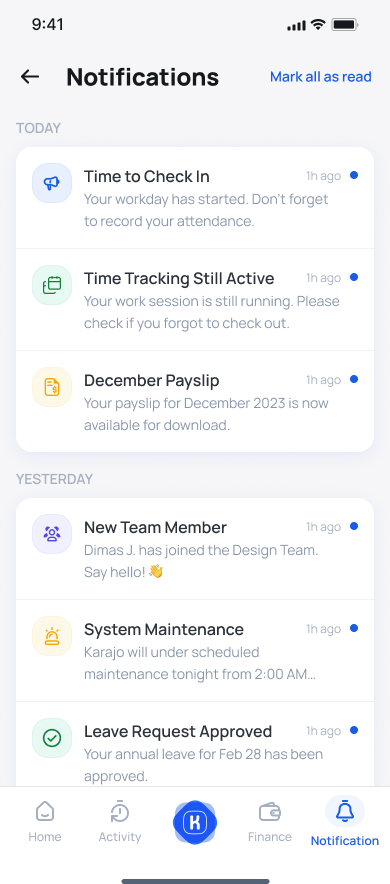 9:41
Notifications
Mark all as read
TODAY
Time to Check In
1h ago
Your workday has started. Don't forget
to record your attendance.
Time Tracking Still Active
1h ago
Your work session is still running. Please
check if you forgot to check out.
December Payslip
1h ago
Your payslip for December 2023 is now
available for download.
YESTERDAY
New Team Member
1h ago
Dimas J. has joined the Design Team.
Say hello! 👋
System Maintenance
1h ago
Karajo will under scheduled
maintenance tonight from 2:00 AM...
Leave Request Approved
1h ago
Your annual leave for Feb 28 has been
approved.
Home
Activity
K
Finance
Notification